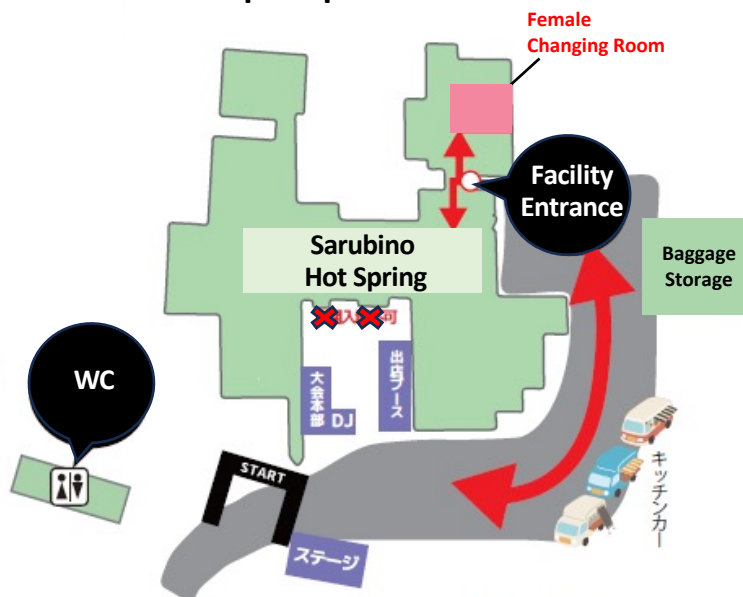 Female
Changing Room
Facility
Entrance
Sarubino
Hot Spring
Baggage
Storage
可
WC
大会本部
DJ
出店ブース
START
キッチンカー
ステージ